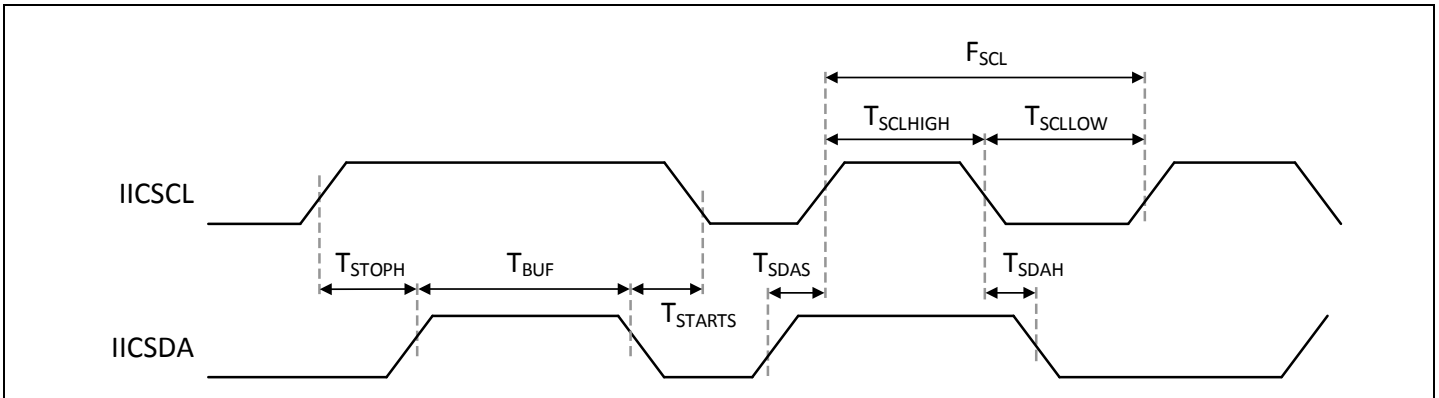 FSCL
TSCLHIGH TSCLLOW
IICSCL
TSTOPH TBUF TSDAS TSDAH
TSTARTS
IICSDA